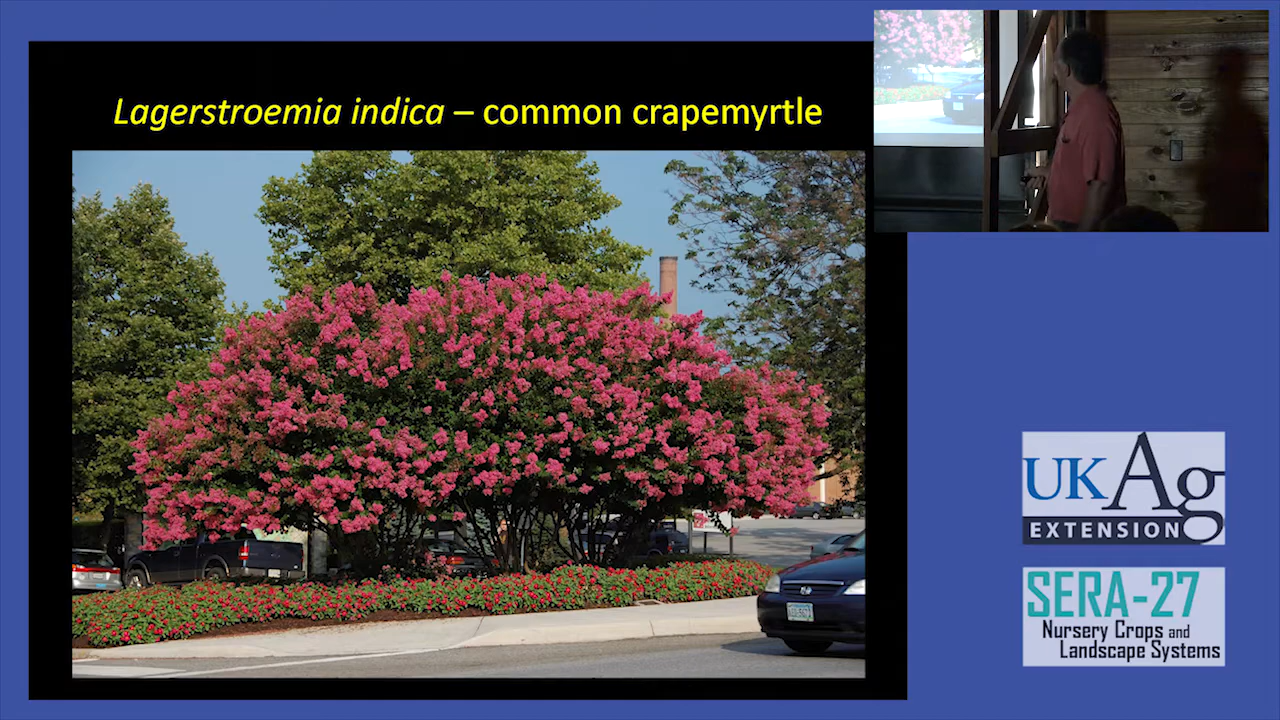 Lagerstroemia indica – common crapemyrtle
UKAg
EXTENSION
SERA-27
Nursery Crops and
Landscape Systems